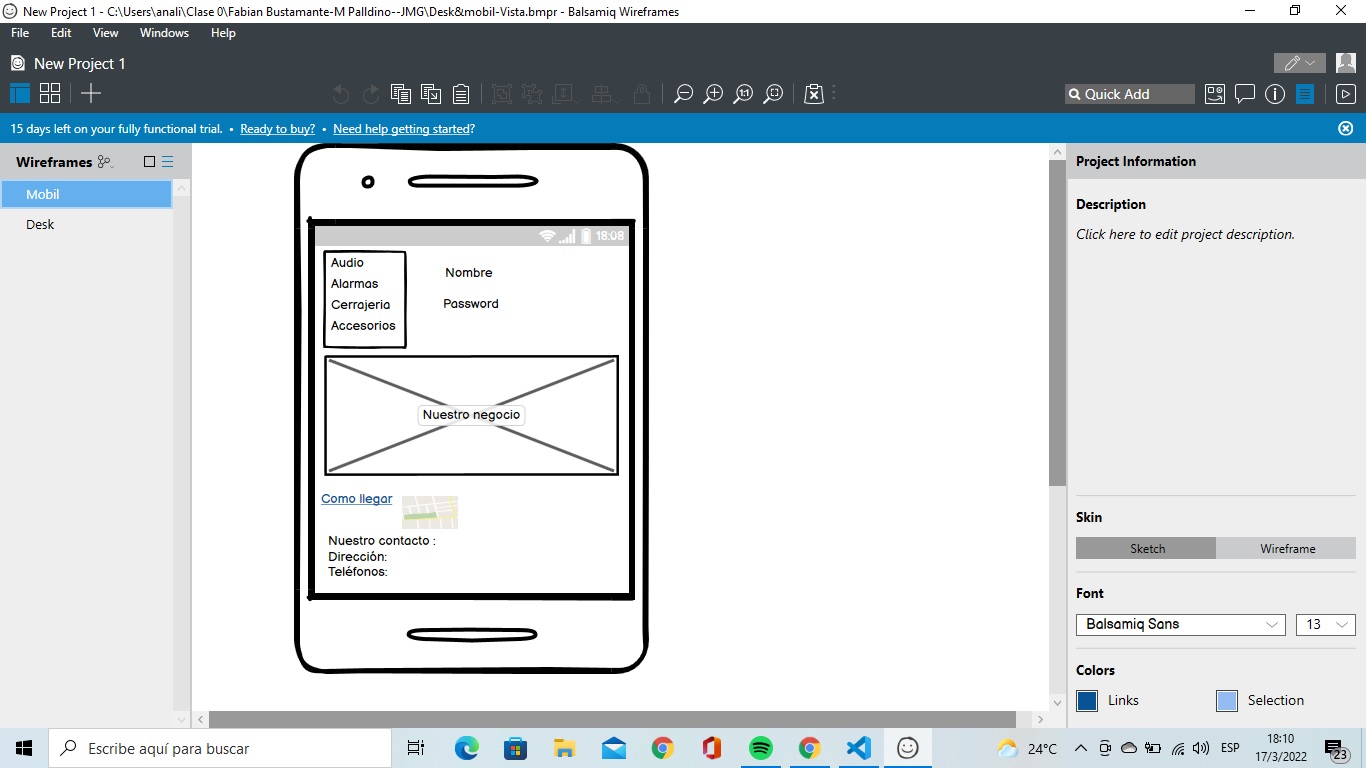 New Project 1 - C:\Users\anali\Clase 0\Fabian Bustamante-M Palldino--JMG\Desk&mobil-Vista.bmpr - Balsamiq Wireframes
File Edit View Windows Help
New Project 1
1:1 Quick Add
15 days left on your fully functional trial. • Ready to buy? • Need help getting started?
Wireframes
Mobil
Desk
18:08
Audio
Alarmas
Cerrajeria
Accesorios
Nombre
Password
Nuestro negocio
Como llegar
Nuestro contacto :
Dirección:
Teléfonos:
Project Information
Description
Click here to edit project description.
Skin
Sketch Wireframe
Font
Balsamiq Sans 13
Colors
Links Selection
Escribe aquí para buscar
24°C ESP
18:10
17/3/2022
23